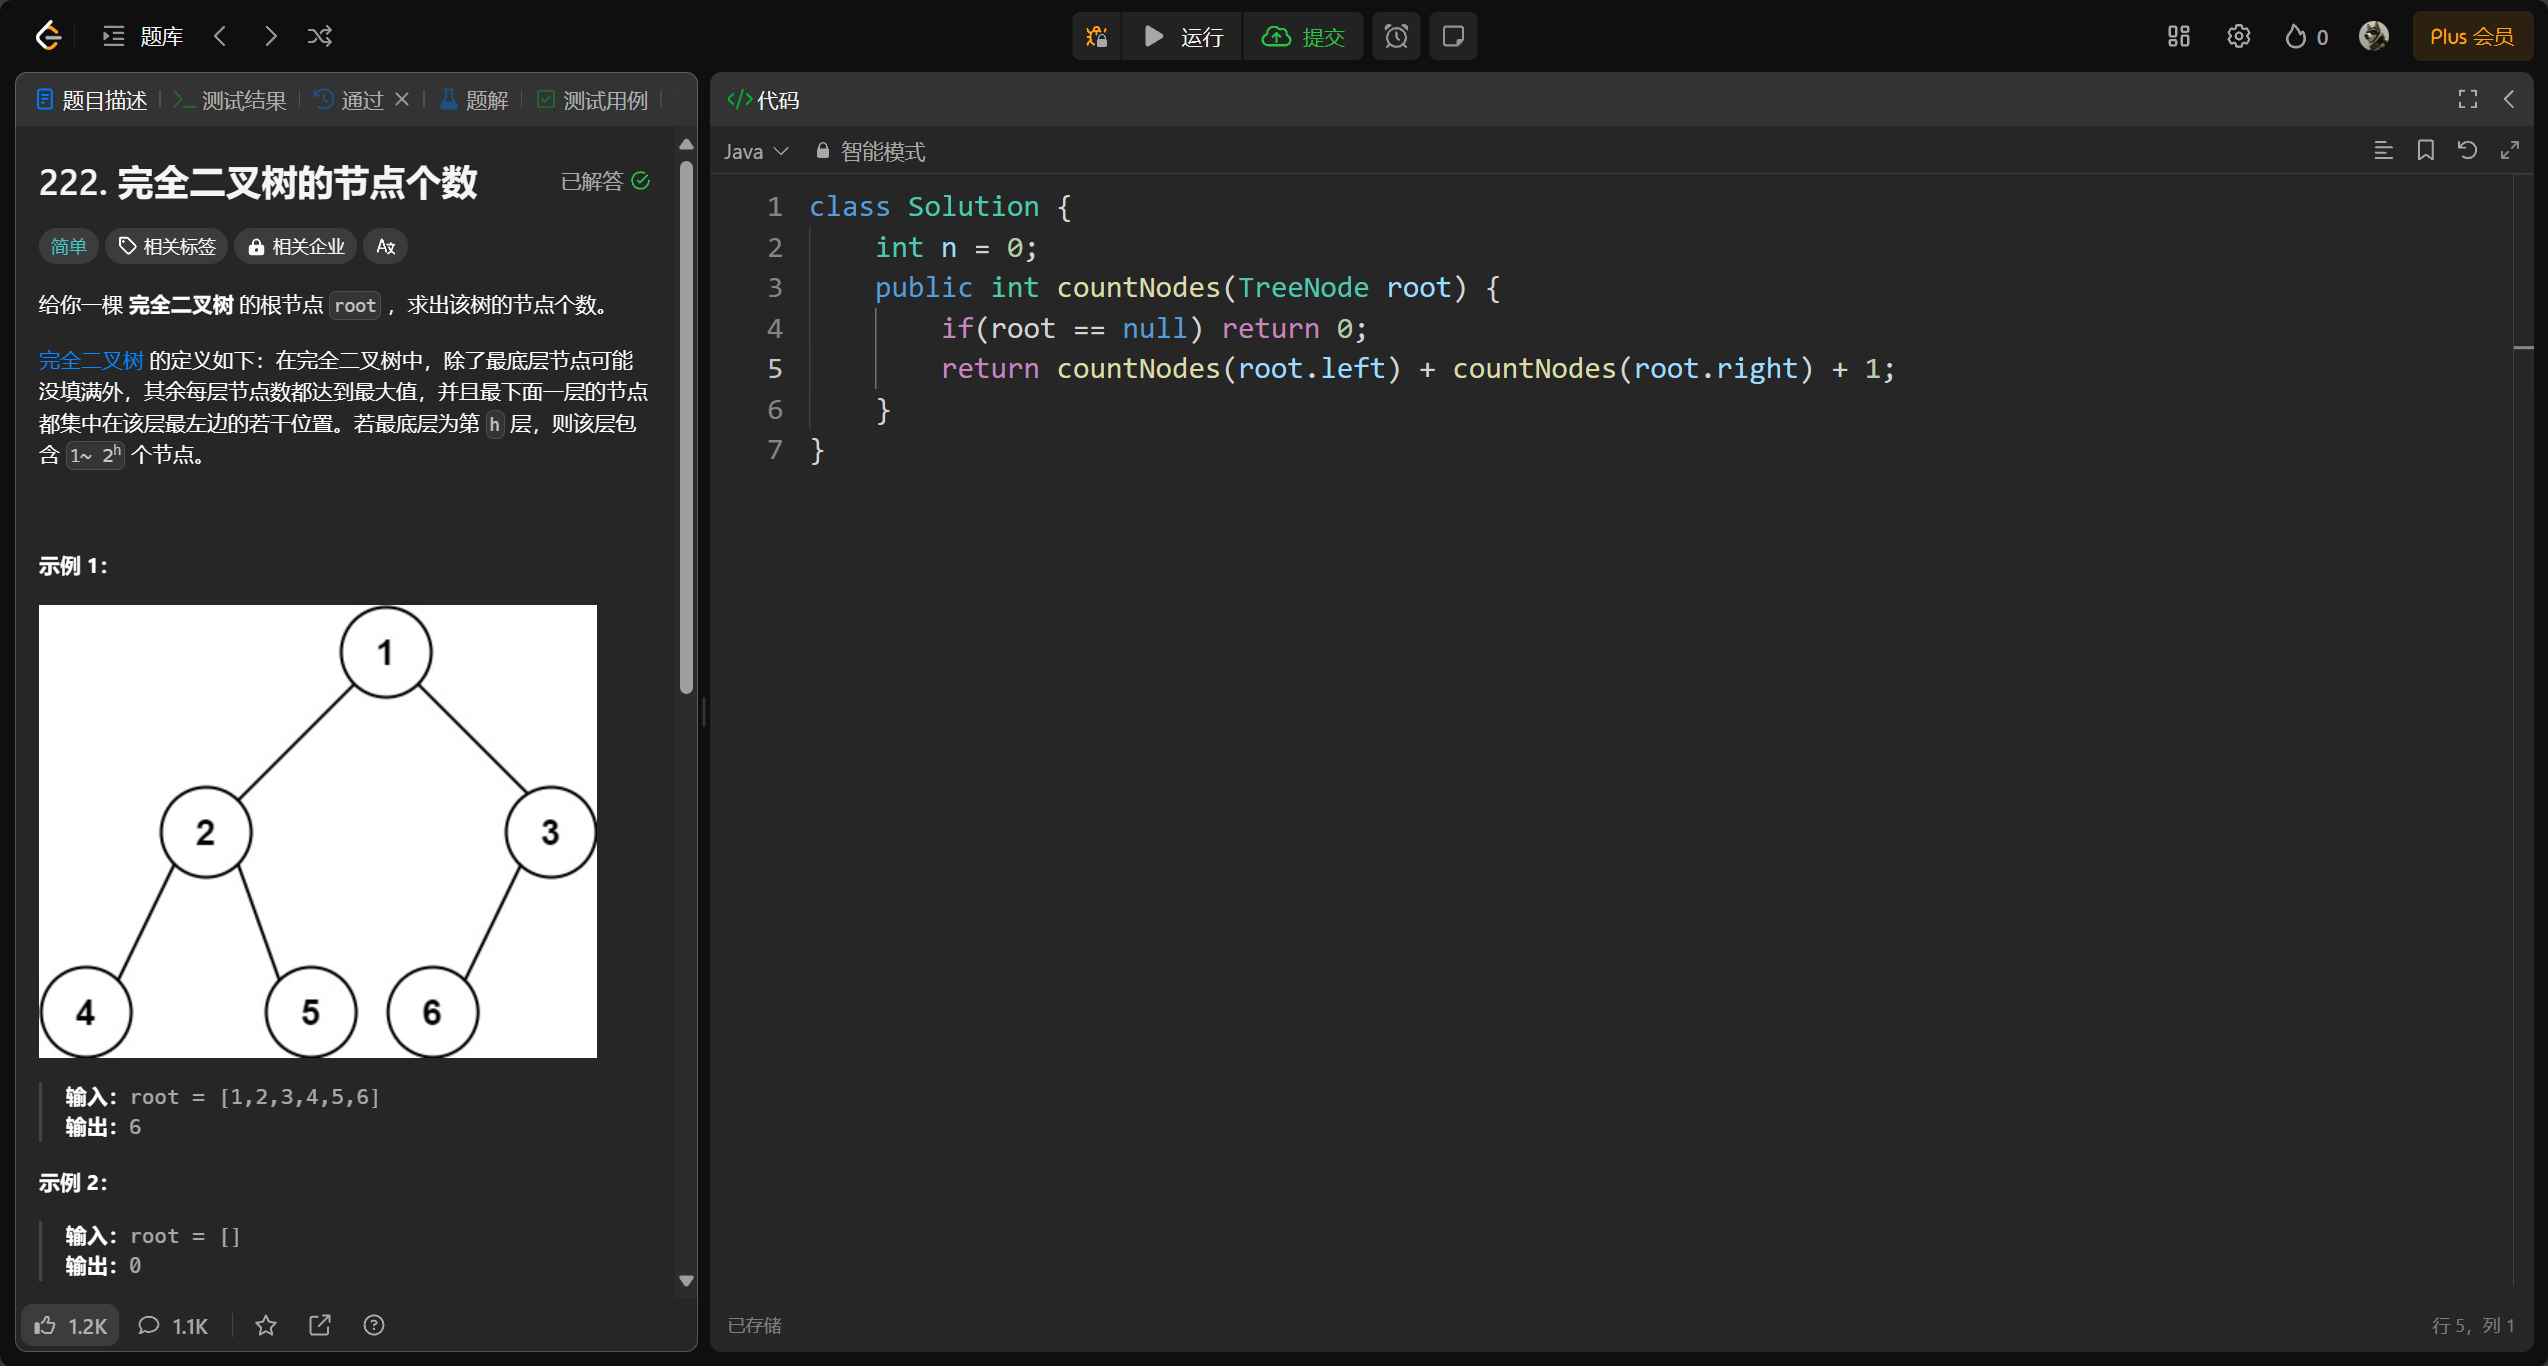 题库
运行
提交
0
Plus 会员
题目描述
测试结果
通过
题解
测试用例
222. 完全二叉树的节点个数
已解答
简单
相关标签
相关企业
给你一棵 完全二叉树 的根节点 root ，求出该树的节点个数。
完全二叉树 的定义如下：在完全二叉树中，除了最底层节点可能
没填满外，其余每层节点数都达到最大值，并且最下面一层的节点
都集中在该层最左边的若干位置。若最底层为第 h 层，则该层包
含 1~ 2^h 个节点。
示例 1：
1
2
3
4
5
6
输入：root = [1,2,3,4,5,6]
输出：6
示例 2：
输入：root = []
输出：0
1.2K
1.1K
</>代码
Java
智能模式
1 class Solution {
2     int n = 0;
3     public int countNodes(TreeNode root) {
4         if(root == null) return 0;
5         return countNodes(root.left) + countNodes(root.right) + 1;
6     }
7 }
已存储
行 5，列 1